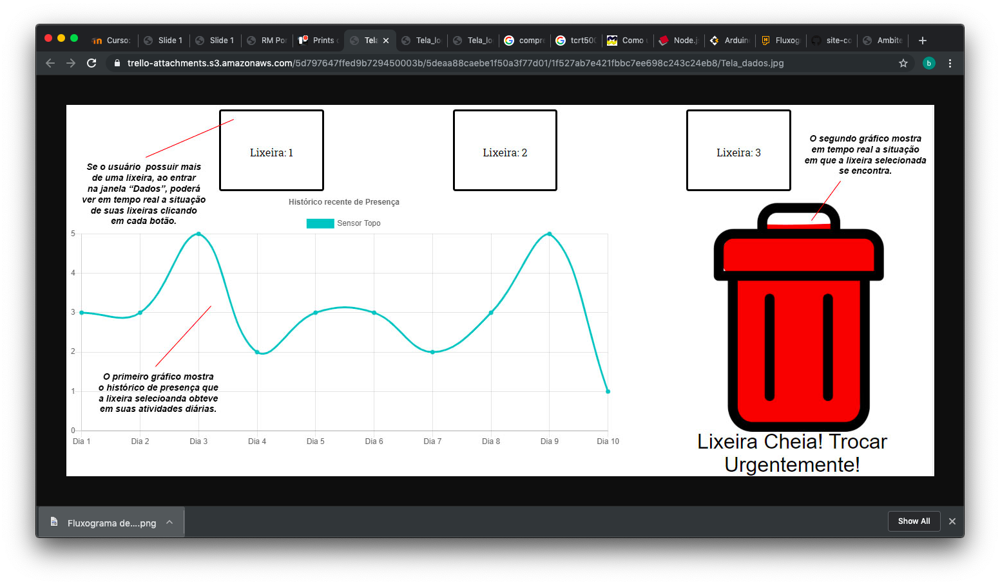 Curso:
Slide 1
Slide 1
RM Por
Prints
Tela
Tela_lo
Tela_lo
compre
tcrt500
Como
Node.js
Arduin
Fluxog
site-co
Ambite
trello-attachments.s3.amazonaws.com/5d797647ffed9b729450003b/5deaa88caebe1f50a3f77d01/1f527ab7e421fbbc7ee698c243c24eb8/Tela_dados.jpg
b
Lixeira: 1
Lixeira: 2
Lixeira: 3
Se o usuário possuir mais
de uma lixeira, ao entrar
na janela “Dados”, poderá
ver em tempo real a situação
de suas lixeiras clicando
em cada botão.
O segundo gráfico mostra
em tempo real a situação
em que a lixeira selecionada
se encontra.
Histórico recente de Presença
Sensor Topo
5
4
3
2
1
0
O primeiro gráfico mostra
o histórico de presença que
a lixeira selecioanda obteve
em suas atividades diárias.
Dia 1
Dia 2
Dia 3
Dia 4
Dia 5
Dia 6
Dia 7
Dia 8
Dia 9
Dia 10
Lixeira Cheia! Trocar
Urgentemente!
Fluxograma de....png
Show All